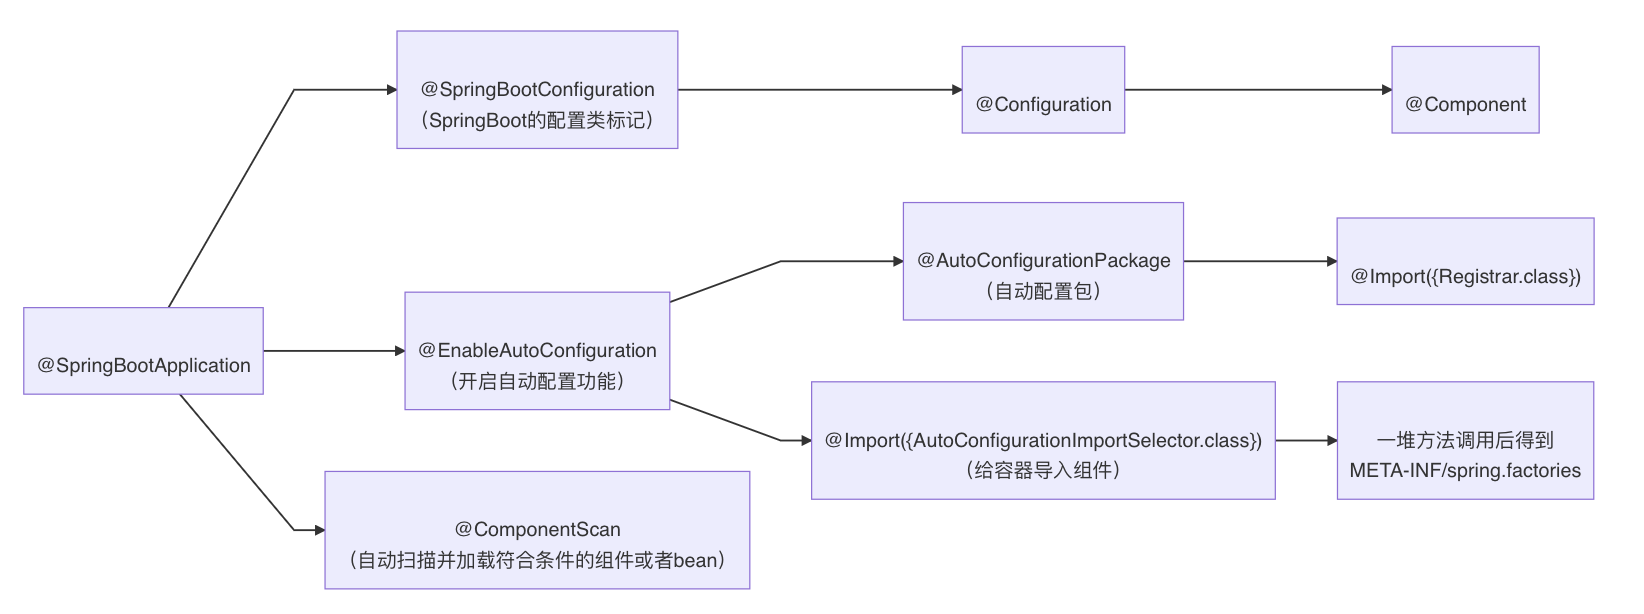 @SpringBootConfiguration
（SpringBoot的配置类标记）
@Configuration
@Component
@AutoConfigurationPackage
（自动配置包）
@Import({Registrar.class})
@SpringBootApplication
@EnableAutoConfiguration
（开启自动配置功能）
@Import({AutoConfigurationImportSelector.class})
（给容器导入组件）
一堆方法调用后得到
META-INF/spring.factories
@ComponentScan
（自动扫描并加载符合条件的组件或者bean）